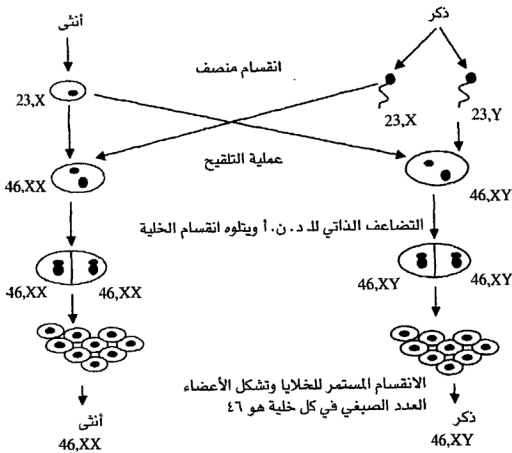 ذكر
أنثى
انقسام منصف
23,Y
23,X
23,X
عملية التلقيح
46,XY
46,XX
التضاعف الذاتي للـ د. ن. أ ويتلوه انقسام الخلية
46,XY
46,XY
46,XX
46,XX
الانقسام المستمر للخلايا وتشكل الأعضاء
العدد الصبغي في كل خلية هو ٤٦
ذكر
46,XY
أنثى
46,XX